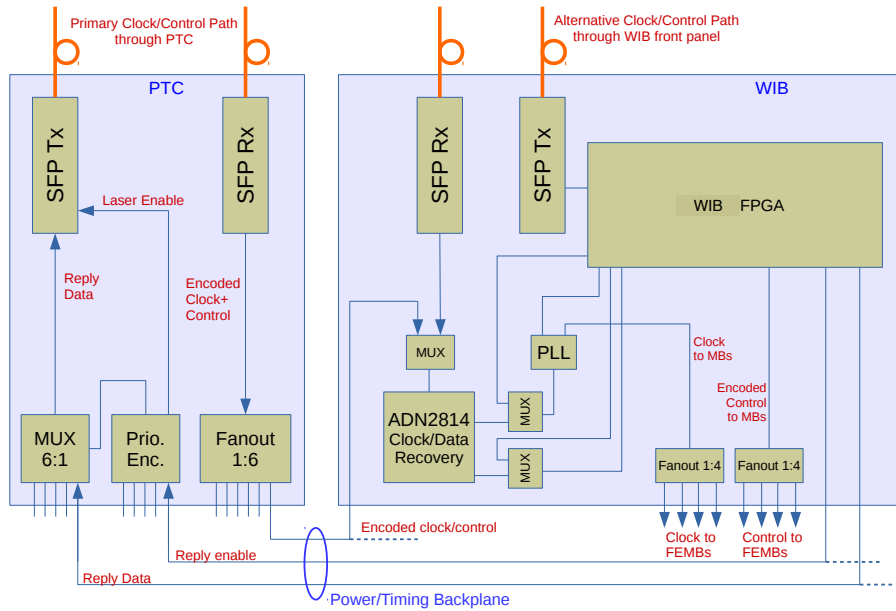 Primary Clock/Control Path
through PTC
Alternative Clock/Control Path
through WIB front panel
PTC
WIB
SFP Tx
SFP Rx
SFP Rx
SFP Tx
WIB FPGA
Laser Enable
Reply
Data
Encoded
Clock+
Control
MUX
PLL
Clock
to MBs
Encoded
Control
to MBs
MUX
6:1
Prio.
Enc.
Fanout
1:6
ADN2814
Clock/Data
Recovery
MUX
MUX
Fanout 1:4
Fanout 1:4
Encoded clock/control
Clock to
FEMBs
Control to
FEMBs
Reply enable
Reply Data
Power/Timing Backplane